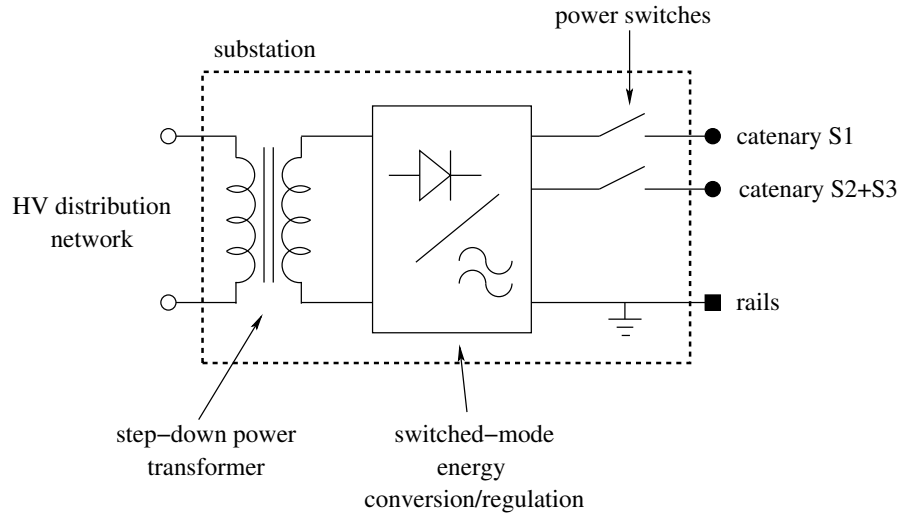 power switches
substation
catenary S1
catenary S2+S3
HV distribution
network
rails
step−down power
transformer
switched−mode
energy
conversion/regulation